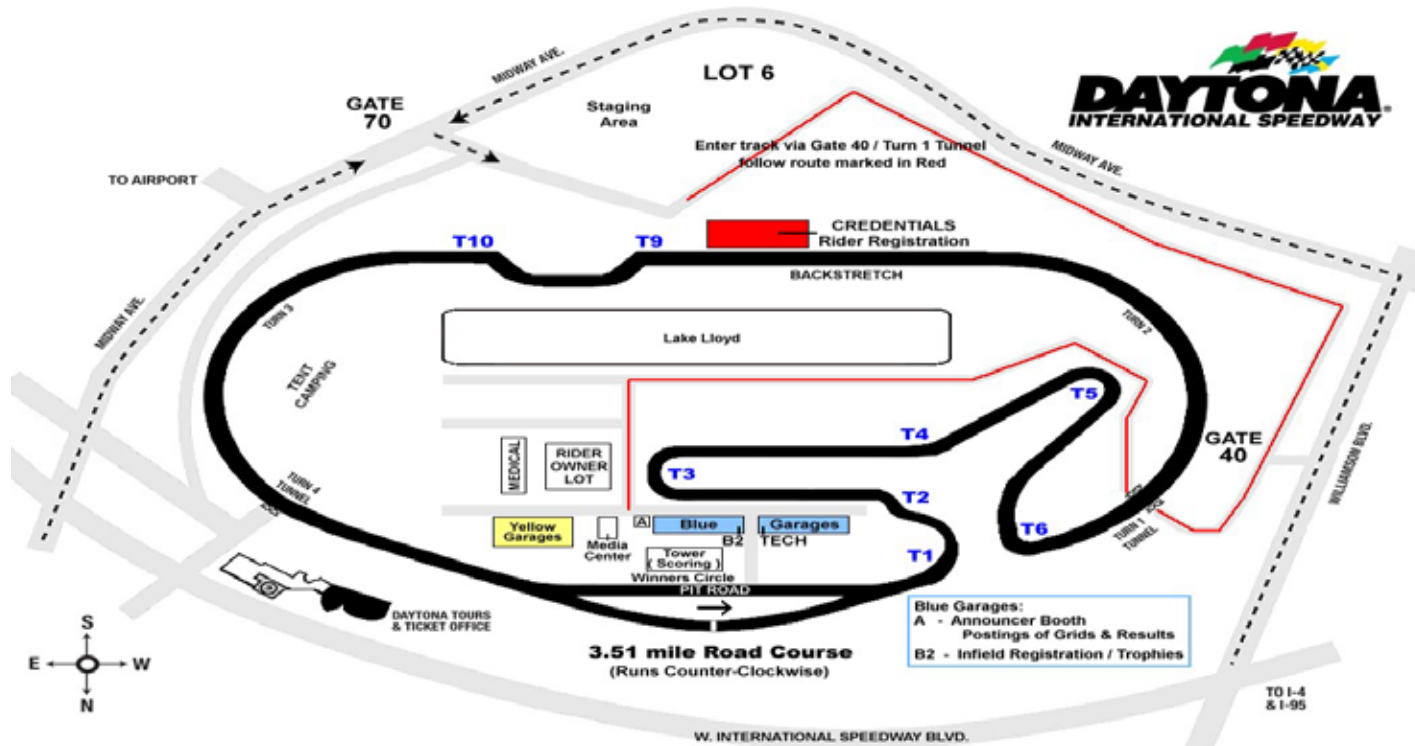 MIDWAY AVE.
LOT 6
GATE
70
Staging
Area
DAYTONA
INTERNATIONAL SPEEDWAY
Enter track via Gate 40 / Turn 1 Tunnel
follow route marked in Red
MIDWAY AVE.
TO AIRPORT
CREDENTIALS
Rider Registration
T10
T9
BACKSTRETCH
MIDWAY AVE.
TURN 3
TURN 2
Lake Lloyd
TENT
CAMPING
T5
T4
GATE
40
WILLIAMSON BLVD.
MEDICAL
RIDER
OWNER
LOT
T3
T2
TURN 4
TUNNEL
TURN 1
TUNNEL
Yellow
Garages
Media
Center
A
Blue
Garages
B2
TECH
T6
T1
Tower
( Scoring )
Winners Circle
PIT ROAD
DAYTONA TOURS
& TICKET OFFICE
Blue Garages:
A - Announcer Booth
Postings of Grids & Results
B2 - Infield Registration / Trophies
3.51 mile Road Course
(Runs Counter-Clockwise)
S
E
W
N
TO I-4
& I-95
W. INTERNATIONAL SPEEDWAY BLVD.